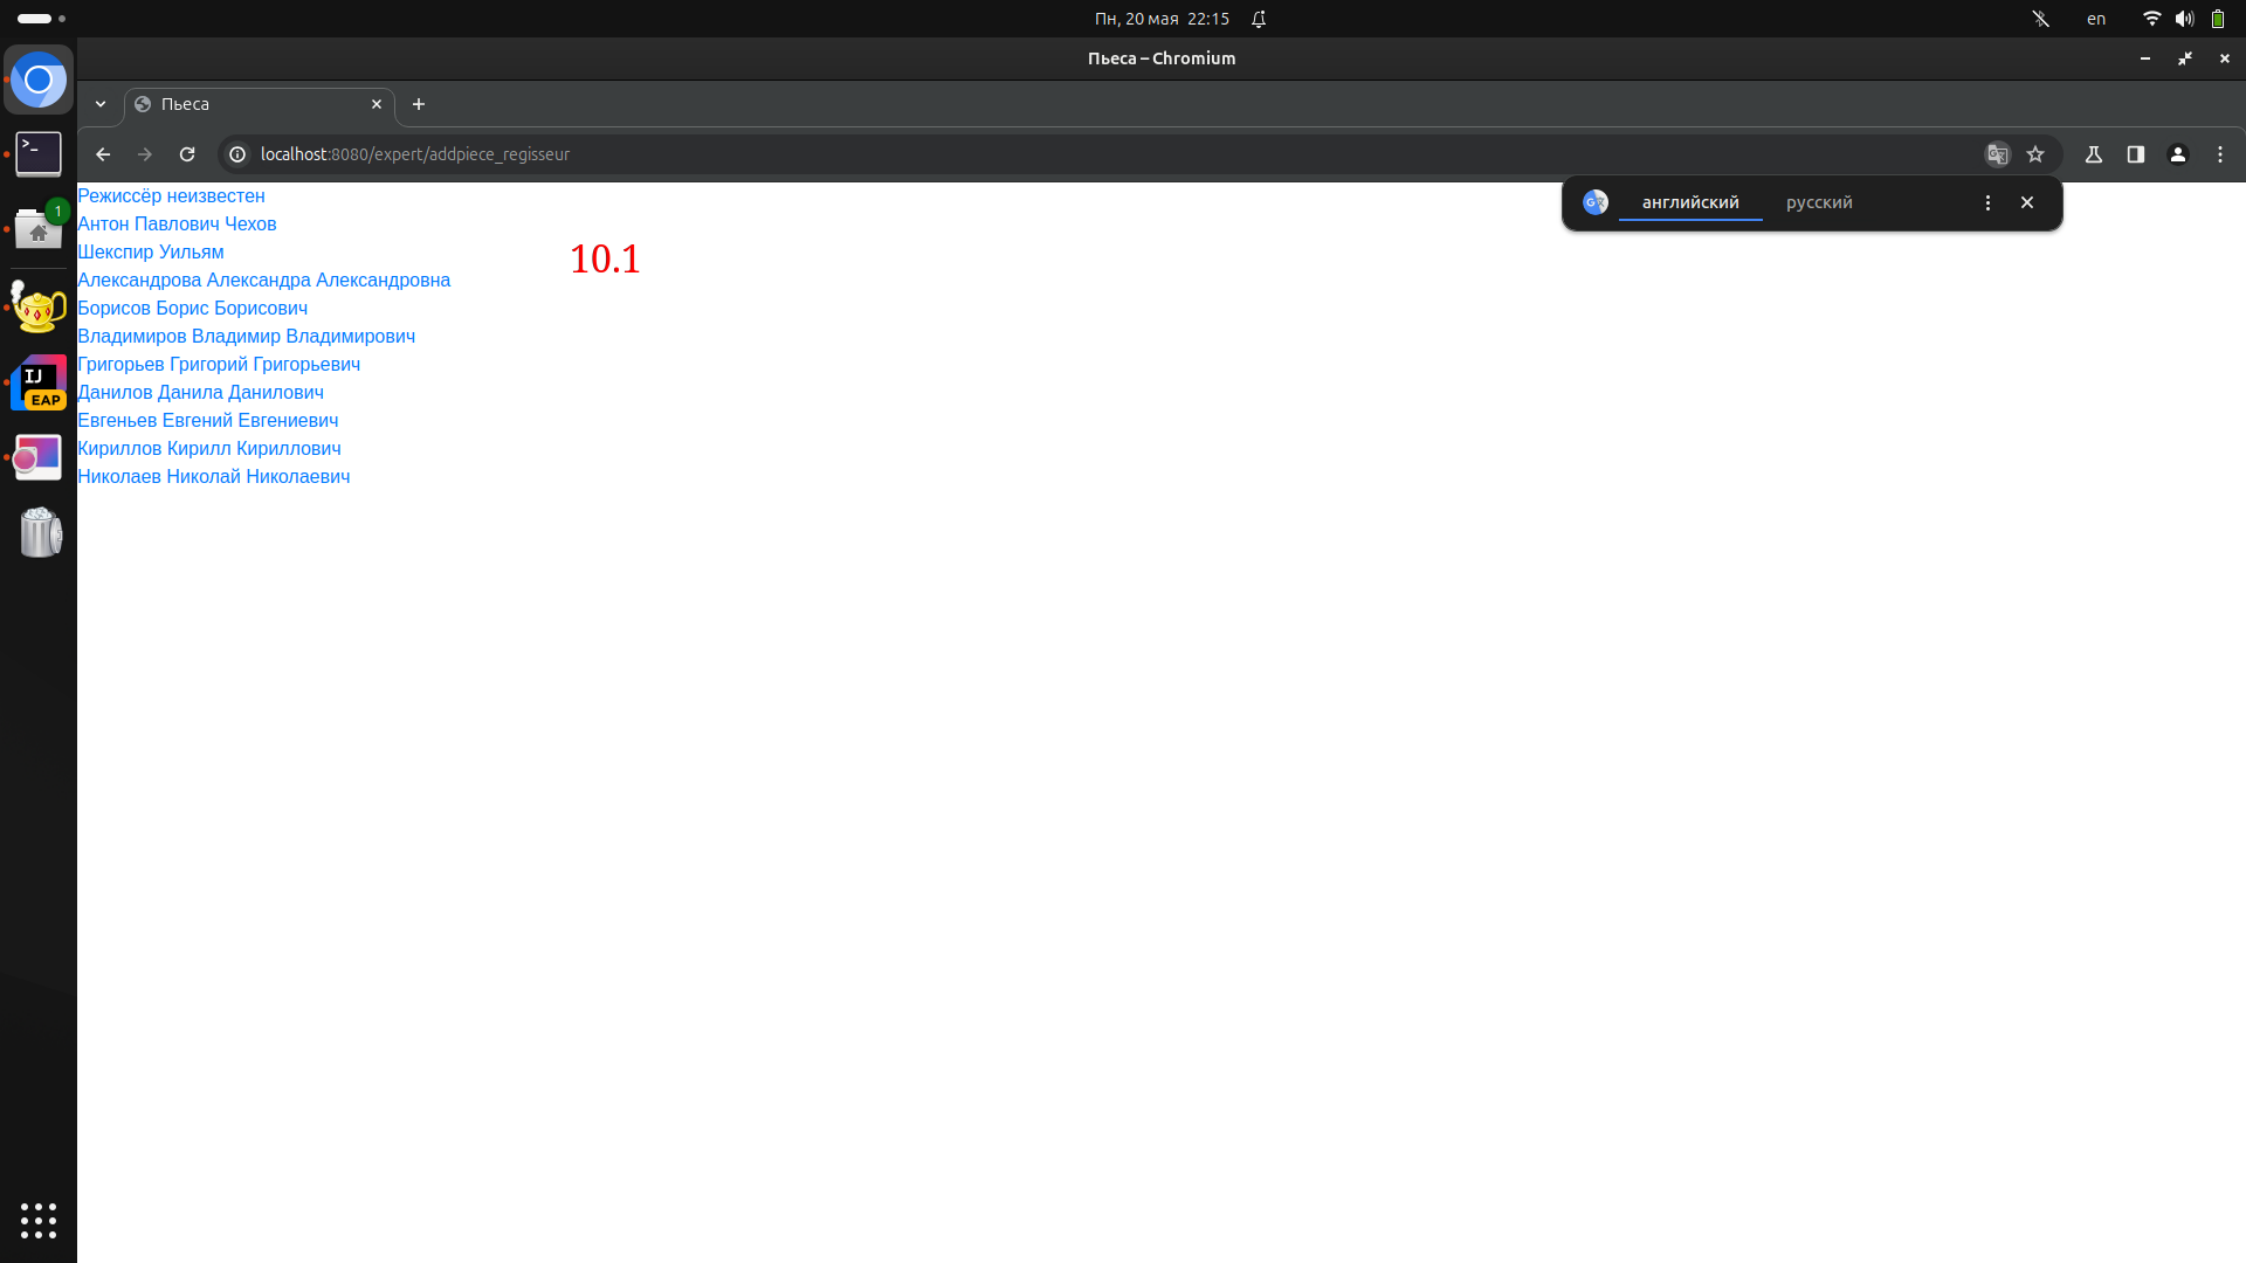 Пн, 20 мая 22:15
en
Пьеса – Chromium
Пьеса
localhost:8080/expert/addpiece_regisseur
английский русский
Режиссёр неизвестен
Антон Павлович Чехов
Шекспир Уильям
10.1
Александрова Александра Александровна
Борисов Борис Борисович
Владимиров Владимир Владимирович
Григорьев Григорий Григорьевич
Данилов Данила Данилович
Евгеньев Евгений Евгениевич
Кириллов Кирилл Кириллович
Николаев Николай Николаевич
>_
1
IJ
EAP